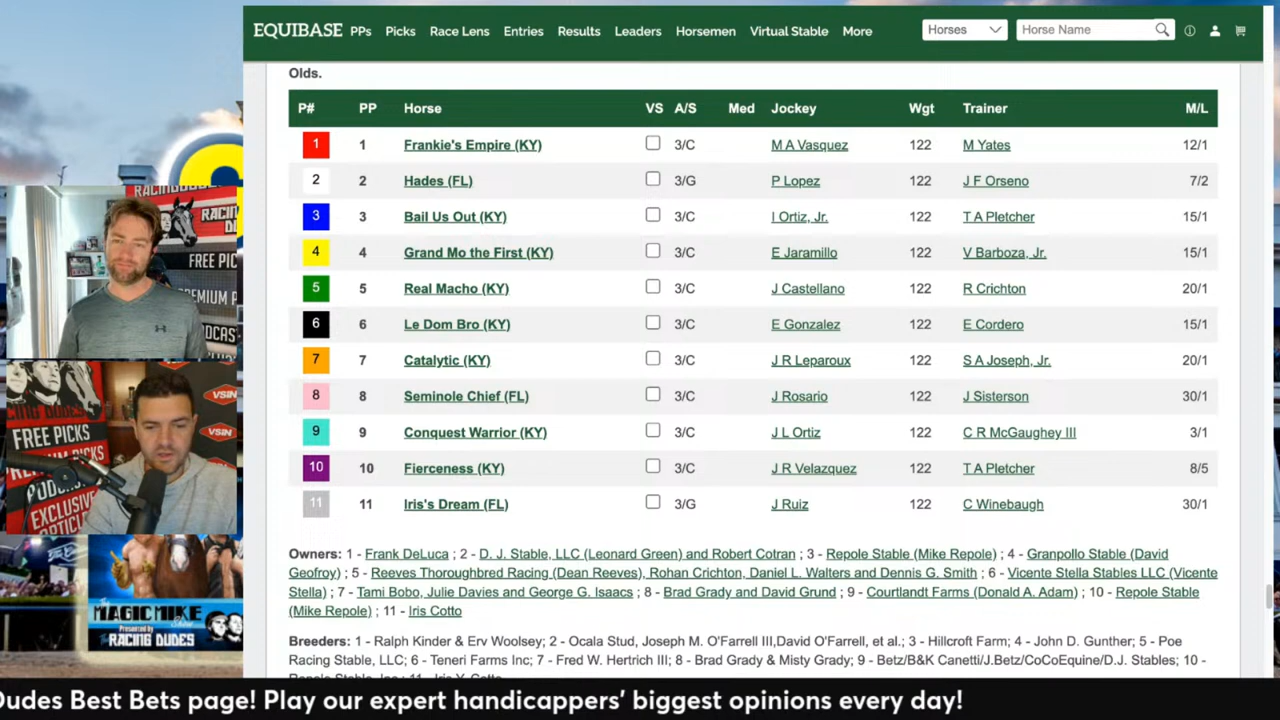 EQUIBASE PPs Picks Race Lens Entries Results Leaders Horsemen Virtual Stable More Horses Horse Name
Olds.
P# PP Horse VS A/S Med Jockey Wgt Trainer M/L
1 1 Frankie's Empire (KY) 3/C M A Vasquez 122 M Yates 12/1
2 2 Hades (FL) 3/G P Lopez 122 J F Orseno 7/2
3 3 Bail Us Out (KY) 3/C I Ortiz, Jr. 122 T A Pletcher 15/1
4 4 Grand Mo the First (KY) 3/C E Jaramillo 122 V Barboza, Jr. 15/1
5 5 Real Macho (KY) 3/C J Castellano 122 R Crichton 20/1
6 6 Le Dom Bro (KY) 3/C E Gonzalez 122 E Cordero 15/1
7 7 Catalytic (KY) 3/C J R Leparoux 122 S A Joseph, Jr. 20/1
8 8 Seminole Chief (FL) 3/C J Rosario 122 J Sisterson 30/1
9 9 Conquest Warrior (KY) 3/C J L Ortiz 122 C R McGaughey III 3/1
10 10 Fierceness (KY) 3/C J R Velazquez 122 T A Pletcher 8/5
11 11 Iris's Dream (FL) 3/G J Ruiz 122 C Winebaugh 30/1
Owners: 1 - Frank DeLuca ; 2 - D. J. Stable, LLC (Leonard Green) and Robert Cotran ; 3 - Repole Stable (Mike Repole) ; 4 - Granpollo Stable (David
Geofroy) ; 5 - Reeves Thoroughbred Racing (Dean Reeves), Rohan Crichton, Daniel L. Walters and Dennis G. Smith ; 6 - Vicente Stella Stables LLC (Vicente
Stella) ; 7 - Tami Bobo, Julie Davies and George G. Isaacs ; 8 - Brad Grady and David Grund ; 9 - Courtlandt Farms (Donald A. Adam) ; 10 - Repole Stable
(Mike Repole) ; 11 - Iris Cotto
Breeders: 1 - Ralph Kinder & Erv Woolsey; 2 - Ocala Stud, Joseph M. O'Farrell III,David O'Farrell, et al.; 3 - Hillcroft Farm; 4 - John D. Gunther; 5 - Poe
Racing Stable, LLC; 6 - Teneri Farms Inc; 7 - Fred W. Hertrich III; 8 - Brad Grady & Misty Grady; 9 - Betz/B&K Canetti/J.Betz/CoCoEquine/D.J. Stables; 10 -
RACINGDUDES
FREE PIC
VSiN
FREE PICKS
VSiN
EXCLUSIVE
THE
MAGIC MIKE
Show
Presented by
RACING DUDES
Dudes Best Bets page! Play our expert handicappers' biggest opinions every day!